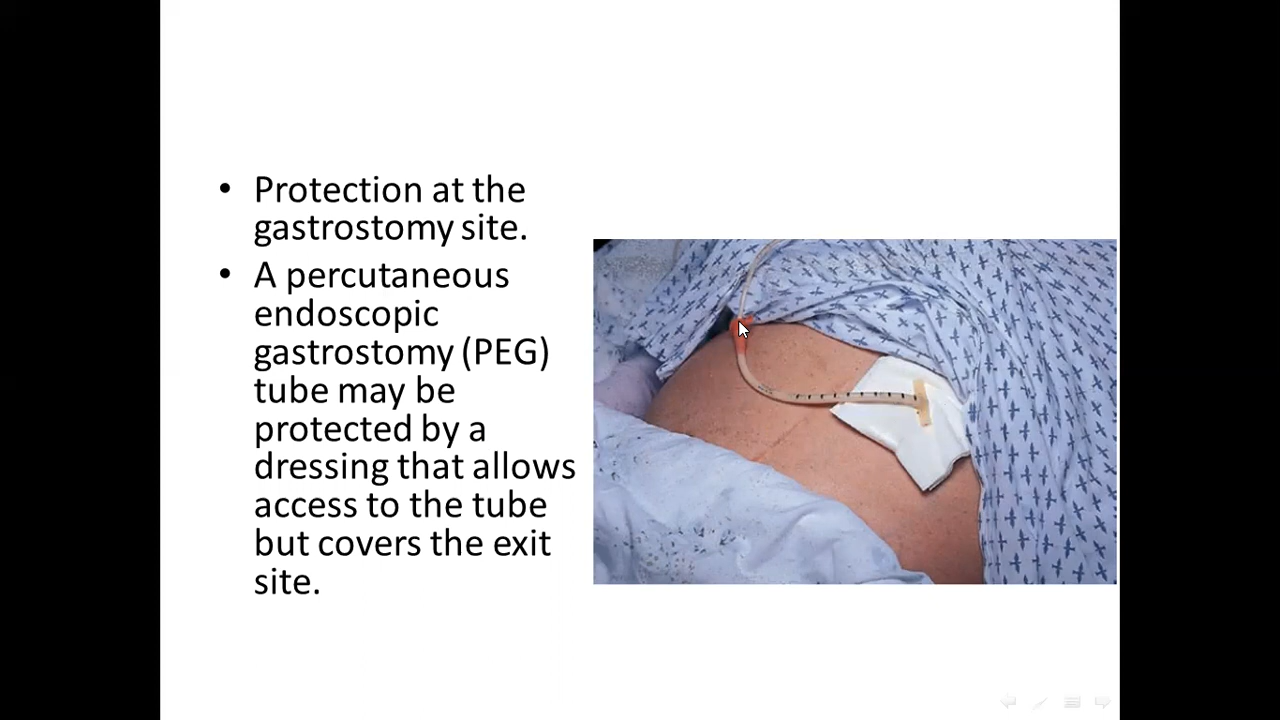 • Protection at the
gastrostomy site.
• A percutaneous
endoscopic
gastrostomy (PEG)
tube may be
protected by a
dressing that allows
access to the tube
but covers the exit
site.